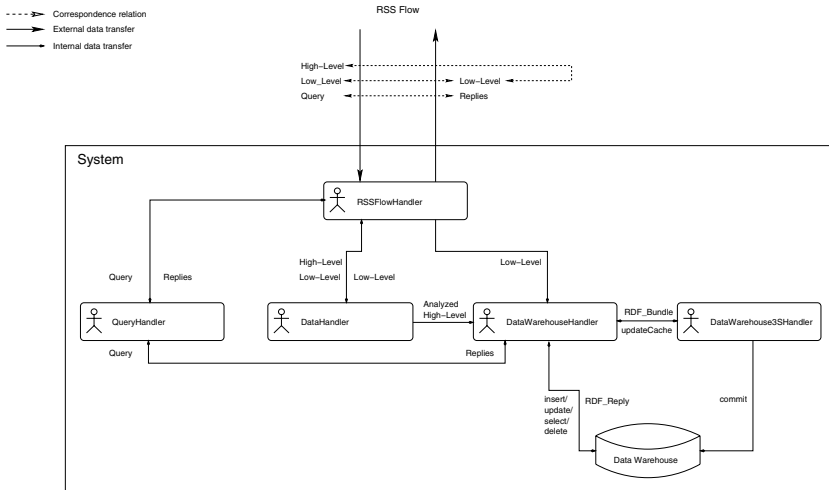 Correspondence relation
External data transfer
Internal data transfer
RSS Flow
High-Level
Low_Level
Low-Level
Query
Replies
System
RSSFlowHandler
High-Level
Low-Level
Low-Level
Low-Level
Query
Replies
Analyzed
High-Level
QueryHandler
DataHandler
DataWarehouseHandler
RDF_Bundle
updateCache
DataWarehouse3SHandler
Query
Replies
insert/
update/
select/
delete
RDF_Reply
commit
Data Warehouse